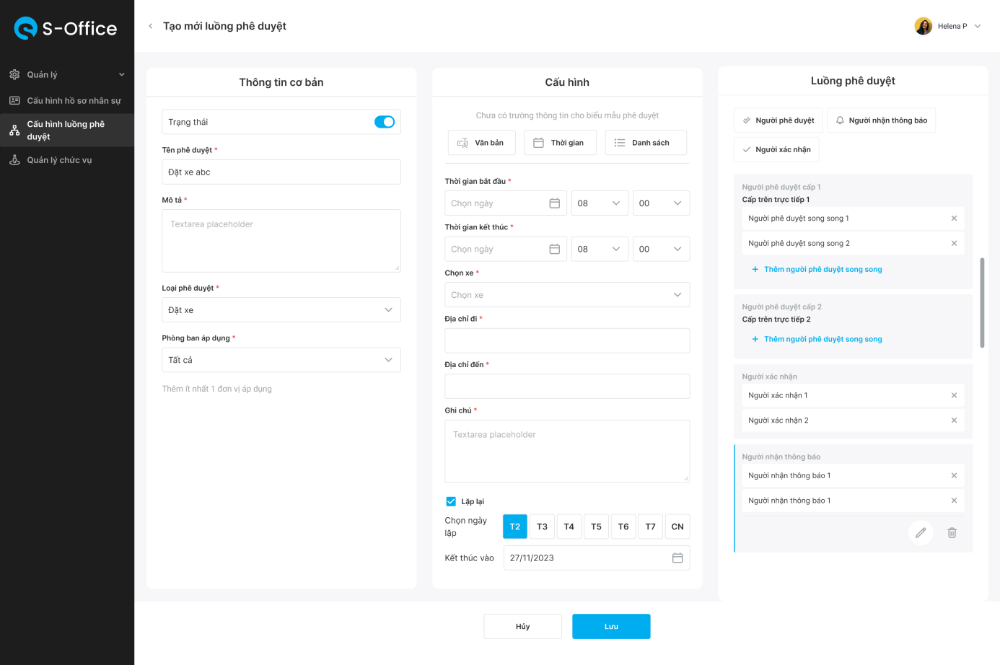 S-Office
Quản lý
Cấu hình hồ sơ nhân sự
Cấu hình luồng phê
duyệt
Quản lý chức vụ
Tạo mới luồng phê duyệt
Helena P
Thông tin cơ bản
Trạng thái
Tên phê duyệt *
Đặt xe abc
Mô tả *
Textarea placeholder
Loại phê duyệt *
Đặt xe
Phòng ban áp dụng *
Tất cả
Thêm ít nhất 1 đơn vị áp dụng
Cấu hình
Chưa có trường thông tin cho biểu mẫu phê duyệt
Văn bản
Thời gian
Danh sách
Thời gian bắt đầu *
Chọn ngày
08
00
Thời gian kết thúc *
Chọn ngày
08
00
Chọn xe *
Chọn xe
Địa chỉ đi *
Địa chỉ đến *
Ghi chú *
Textarea placeholder
Lặp lại
Chọn ngày
lặp
T2
T3
T4
T5
T6
T7
CN
Kết thúc vào
27/11/2023
Luồng phê duyệt
Người phê duyệt
Người nhận thông báo
Người xác nhận
Người phê duyệt cấp 1
Cấp trên trực tiếp 1
Người phê duyệt song song 1
Người phê duyệt song song 2
+ Thêm người phê duyệt song song
Người phê duyệt cấp 2
Cấp trên trực tiếp 2
+ Thêm người phê duyệt song song
Người xác nhận
Người xác nhận 1
Người xác nhận 2
Người nhận thông báo
Người nhận thông báo 1
Người nhận thông báo 1
Hủy
Lưu